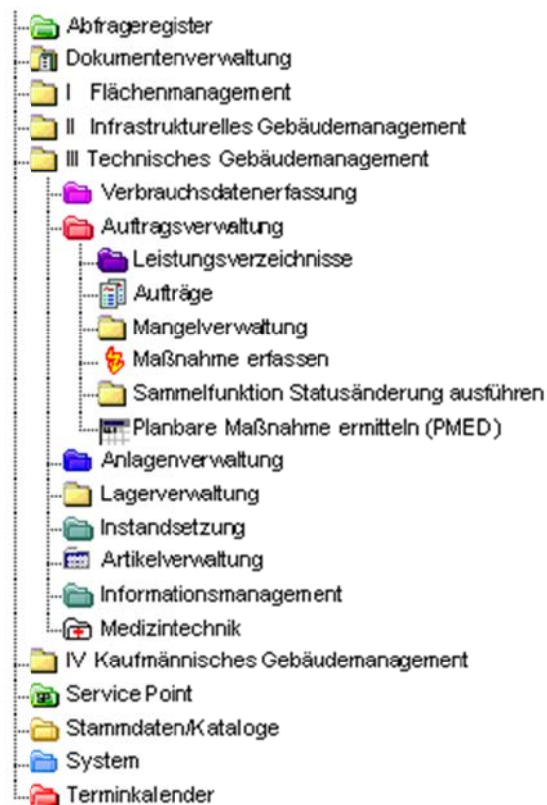 Abfrageregister
Dokumentenverwaltung
I Flächenmanagement
II Infrastrukturelles Gebäudemanagement
III Technisches Gebäudemanagement
Verbrauchsdatenerfassung
Auftragsverwaltung
Leistungsverzeichnisse
Aufträge
Mangelverwaltung
Maßnahme erfassen
Sammelfunktion Statusänderung ausführen
Planbare Maßnahme ermitteln (PMED)
Anlagenverwaltung
Lagerverwaltung
Instandsetzung
Artikelverwaltung
Informationsmanagement
Medizintechnik
IV Kaufmännisches Gebäudemanagement
Service Point
Stammdaten/Kataloge
System
Terminkalender